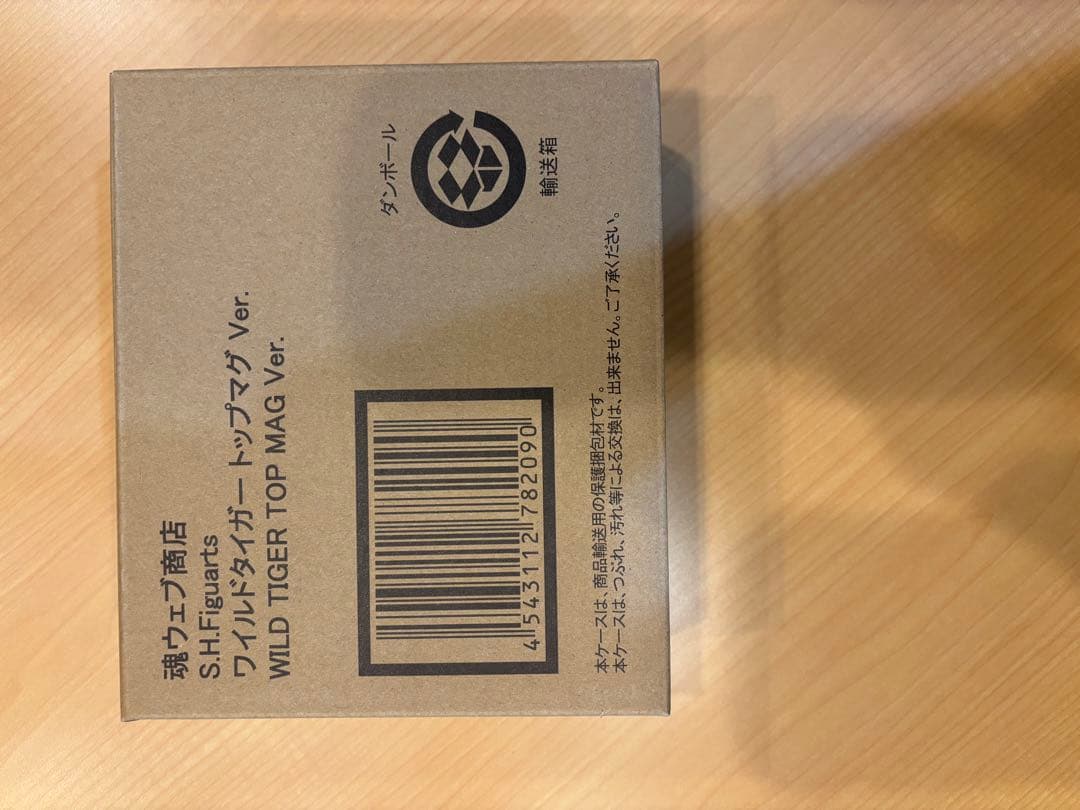 魂ウェブ商店
S.H.Figuarts
ワイルドタイガー トップマグ Ver.
WILD TIGER TOP MAG Ver.
ダンボール
輸送箱
4 543112 782090
本ケースは、商品輸送用の保護梱包材です。
本ケースは、つぶれ、汚れ等による交換は、出来ません。ご了承ください。